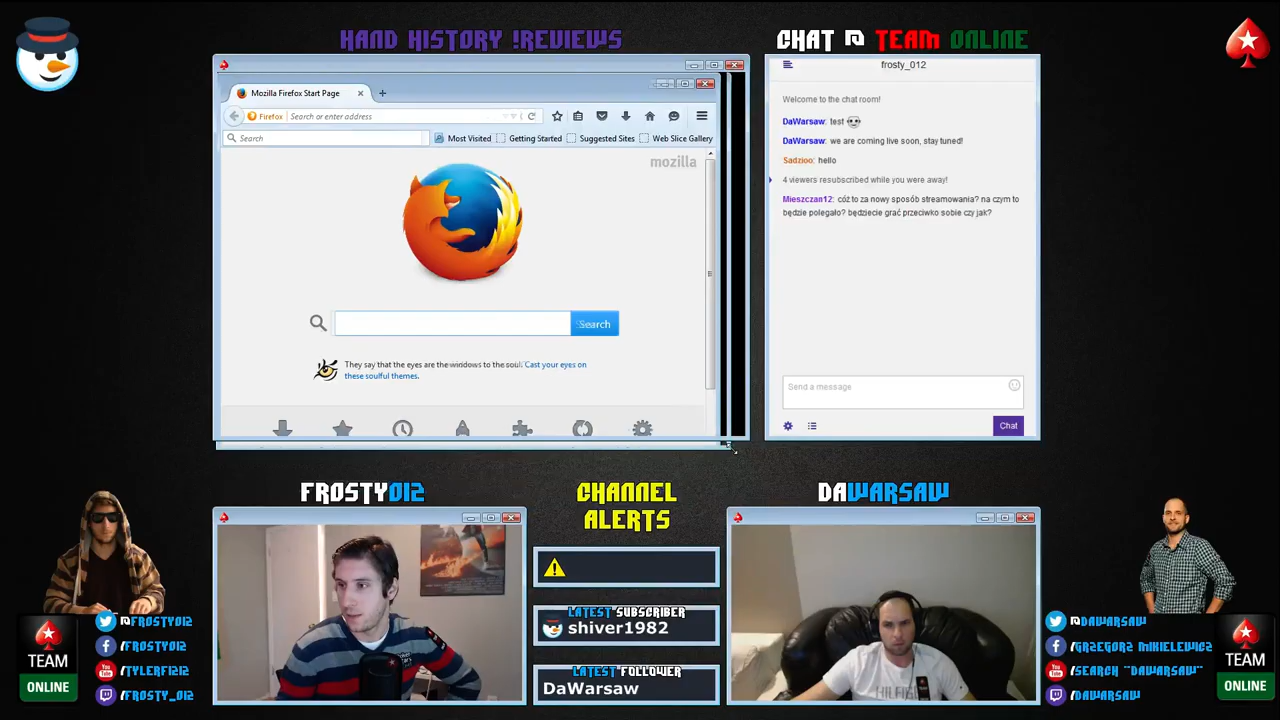 HAND HISTORY !REVIEWS
CHAT @ TEAM ONLINE
Mozilla Firefox Start Page
Firefox
Search or enter address
Search
Most Visited
Getting Started
Suggested Sites
Web Slice Gallery
mozilla
Search
They say that the eyes are the windows to the soul! Cast your eyes on
these soulful themes.
frosty_012
Welcome to the chat room!
DaWarsaw: test
DaWarsaw: we are coming live soon, stay tuned!
Sadzioo: hello
4 viewers resubscribed while you were away!
Mieszczan12: cóż to za nowy sposób streamowania? na czym to
będzie polegało? będziecie grać przeciwko sobie czy jak?
Send a message
Chat
FROSTY012
CHANNEL
ALERTS
DAWARSAW
LATEST SUBSCRIBER
shiver1982
LATEST FOLLOWER
DaWarsaw
TEAM
ONLINE
@FROSTY012
/FROSTY012
/TYLERF1212
/FROSTY_012
HILFIGER
@DAWARSAW
/GRZEGORZ MIKIELEWICZ
/SEARCH "DAWARSAW"
/DAWARSAW
TEAM
ONLINE